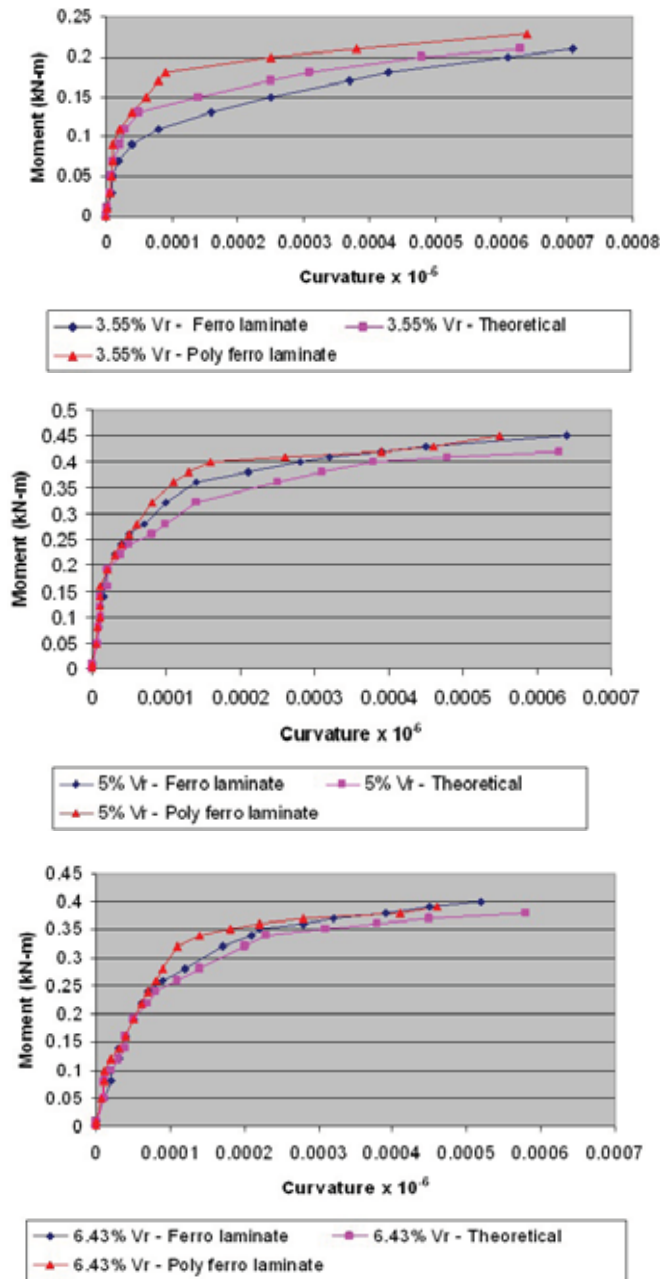 0.25
0.2
0.15
0.1
0.05
0
Moment (kN-m)
0 0.0001 0.0002 0.0003 0.0004 0.0005 0.0006 0.0007 0.0008
Curvature x 10-6
3.55% Vr - Ferro laminate 3.55% Vr - Theoretical
3.55% Vr - Poly ferro laminate
0.5
0.45
0.4
0.35
0.3
0.25
0.2
0.15
0.1
0.05
0
Moment (kN-m)
0 0.0001 0.0002 0.0003 0.0004 0.0005 0.0006 0.0007
Curvature x 10-6
5% Vr - Ferro laminate 5% Vr - Theoretical
5% Vr - Poly ferro laminate
0.45
0.4
0.35
0.3
0.25
0.2
0.15
0.1
0.05
0
Moment (kN-m)
0 0.0001 0.0002 0.0003 0.0004 0.0005 0.0006 0.0007
Curvature x 10-6
6.43% Vr - Ferro laminate 6.43% Vr - Theoretical
6.43% Vr - Poly ferro laminate